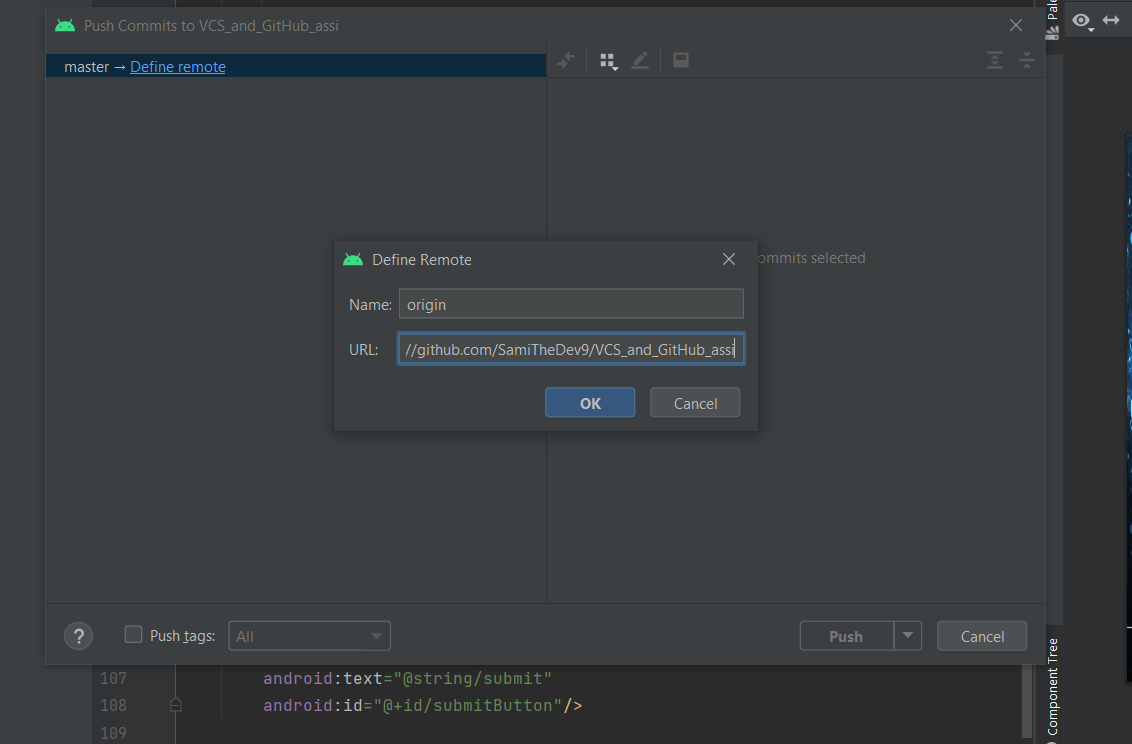 Push Commits to VCS_and_GitHub_assi
master → Define remote
ommits selected
Define Remote
Name: origin
URL: //github.com/SamiTheDev9/VCS_and_GitHub_assi
OK Cancel
? Push tags: All Push Cancel
107 android:text="@string/submit"
108 android:id="@+id/submitButton"/>
109
Component Tree